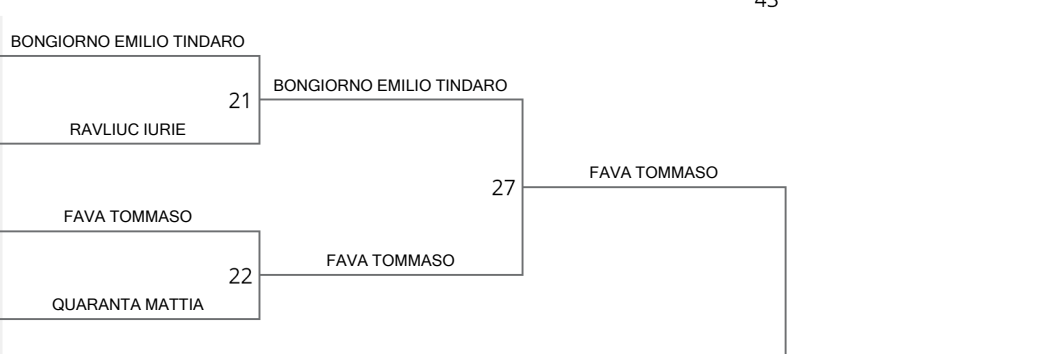 BONGIORNO EMILIO TINDARO
BONGIORNO EMILIO TINDARO
21
RAVLIUC IURIE
FAVA TOMMASO
27
FAVA TOMMASO
FAVA TOMMASO
22
QUARANTA MATTIA